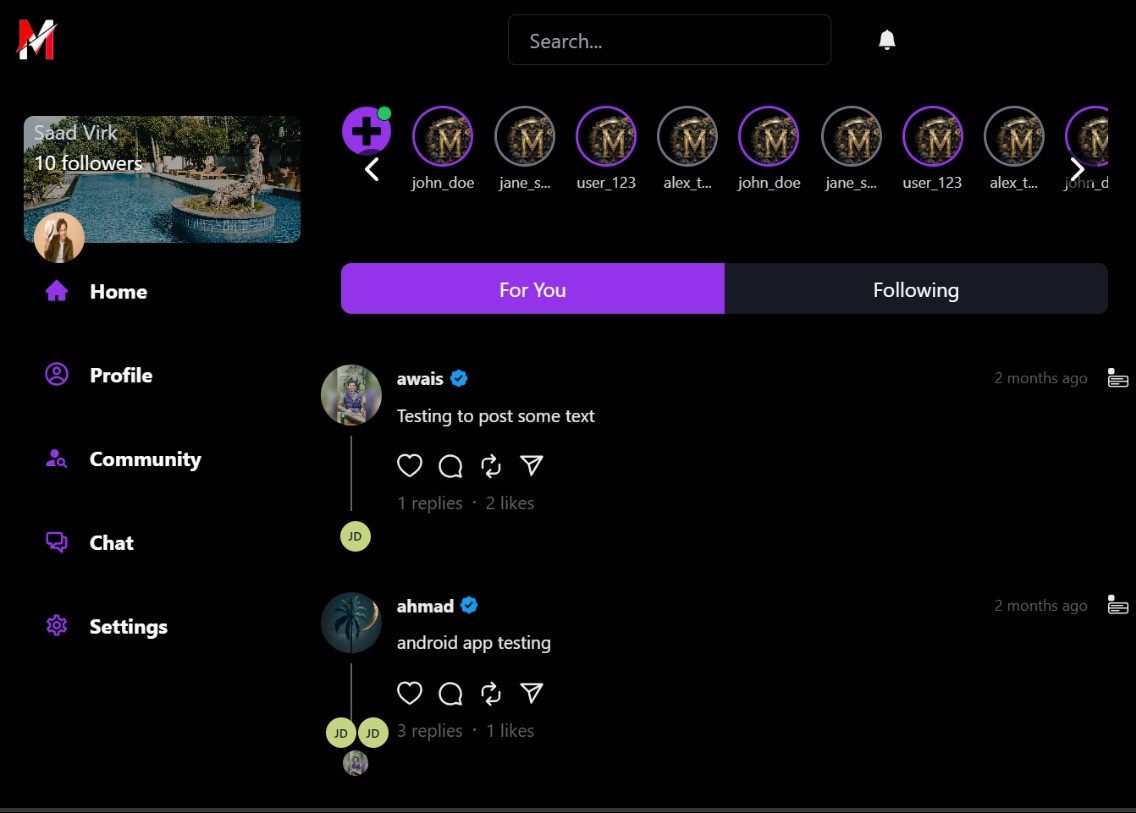 M
Search...
Saad Virk
10 followers
john_doe
jane_s...
user_123
alex_t...
john_doe
jane_s...
user_123
alex_t...
john_d
Home
Profile
Community
Chat
Settings
For You
Following
awais
2 months ago
Testing to post some text
1 replies · 2 likes
JD
ahmad
2 months ago
android app testing
JD
JD
3 replies · 1 likes